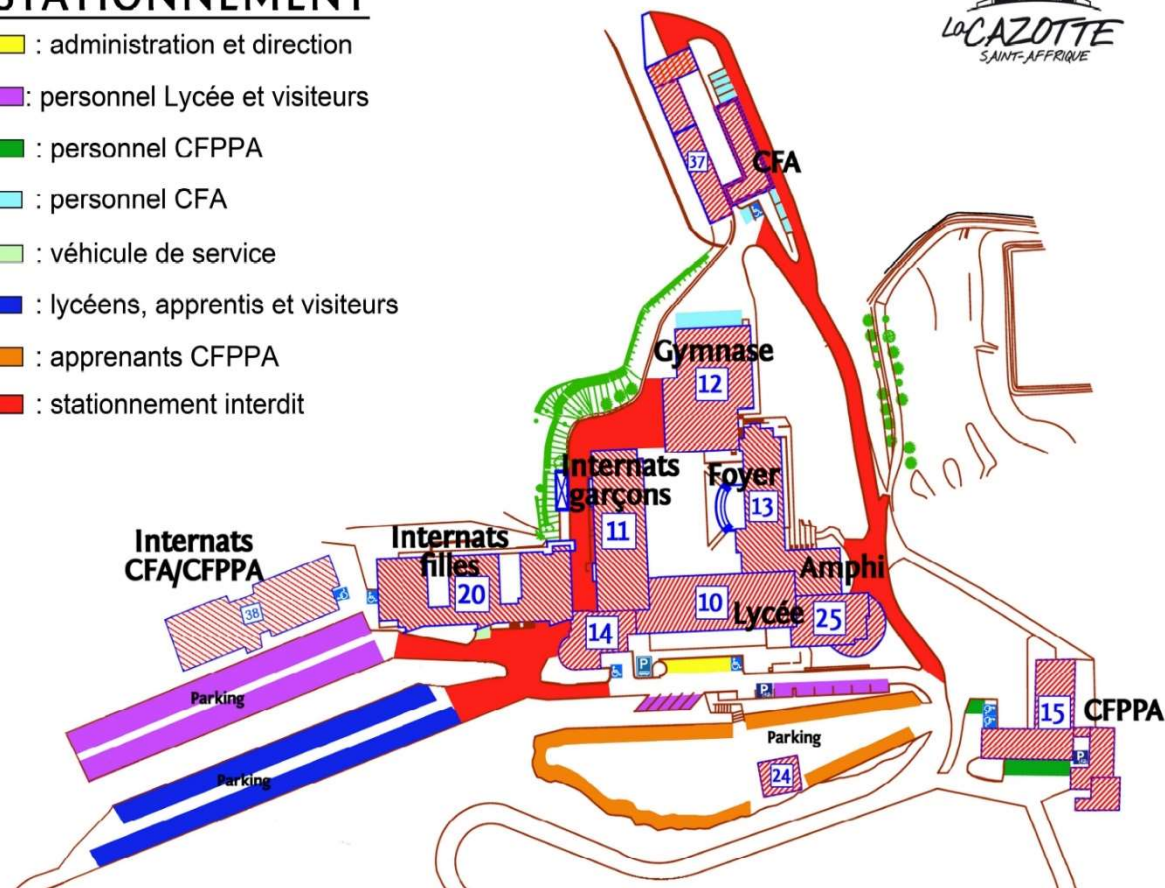 STATIONNEMENT
: administration et direction
: personnel Lycée et visiteurs
: personnel CFPPA
: personnel CFA
: véhicule de service
: lycéens, apprentis et visiteurs
: apprenants CFPPA
: stationnement interdit
La CAZOTTE
SAINT-AFFRIQUE
37
CFA
Gymnase
12
Internats
garçons
11
Foyer
13
Internats
CFA/CFPPA
38
Internats
filles
20
Amphi
10
Lycée
25
14
P
P
Parking
Parking
Parking
24
15
CFPPA
P